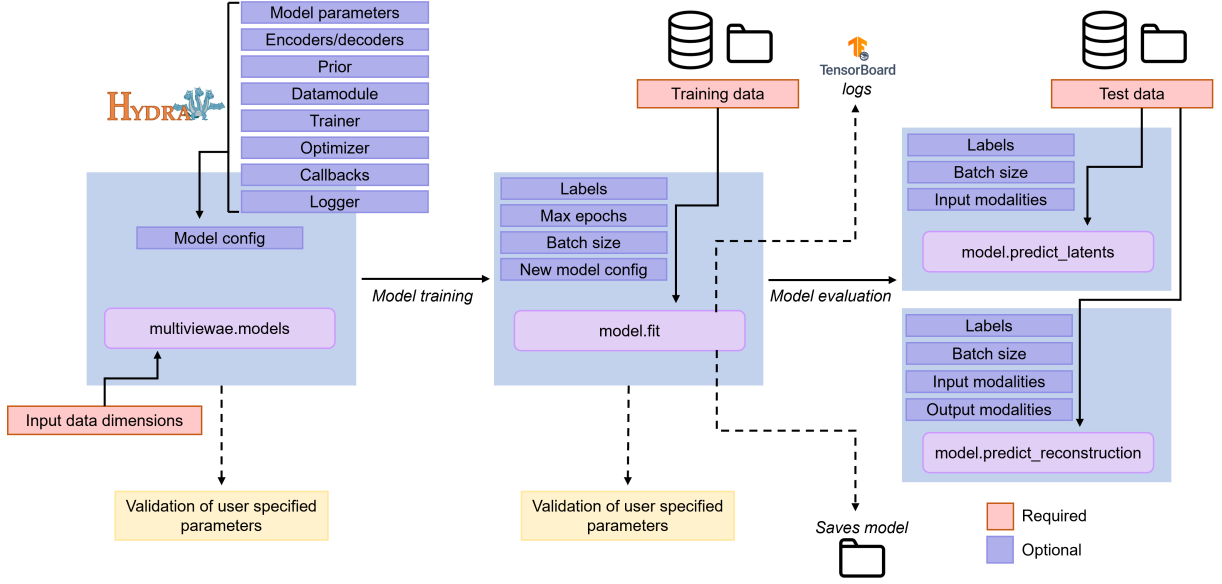 Model parameters
Encoders/decoders
Prior
Datamodule
Trainer
Optimizer
Callbacks
Logger
HYDRA
Model config
multiviewae.models
Input data dimensions
Validation of user specified
parameters
Model training
Training data
Labels
Max epochs
Batch size
New model config
model.fit
Validation of user specified
parameters
TensorBoard
logs
Model evaluation
Saves model
Test data
Labels
Batch size
Input modalities
model.predict_latents
Labels
Batch size
Input modalities
Output modalities
model.predict_reconstruction
Required
Optional